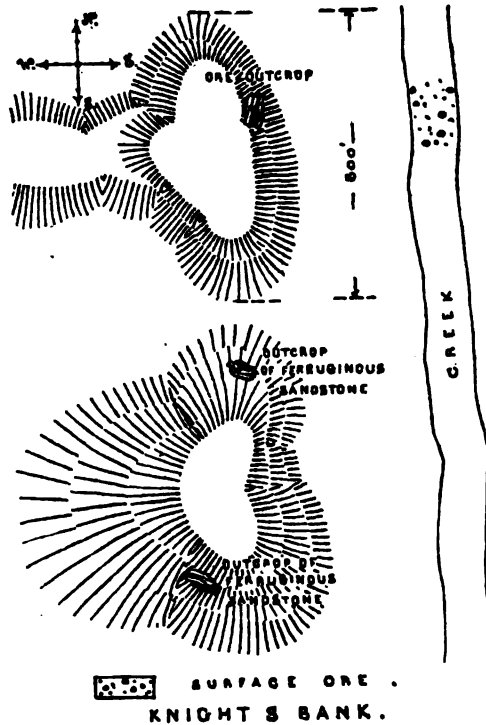 N.
W. E.
S
ORE OUTCROP
500'
CREEK
OUTCROP
OF FERRUGINOUS
SANDSTONE
OUTCROP OF
FERRUGINOUS
SANDSTONE
SURFACE ORE.
KNIGHT S BANK.